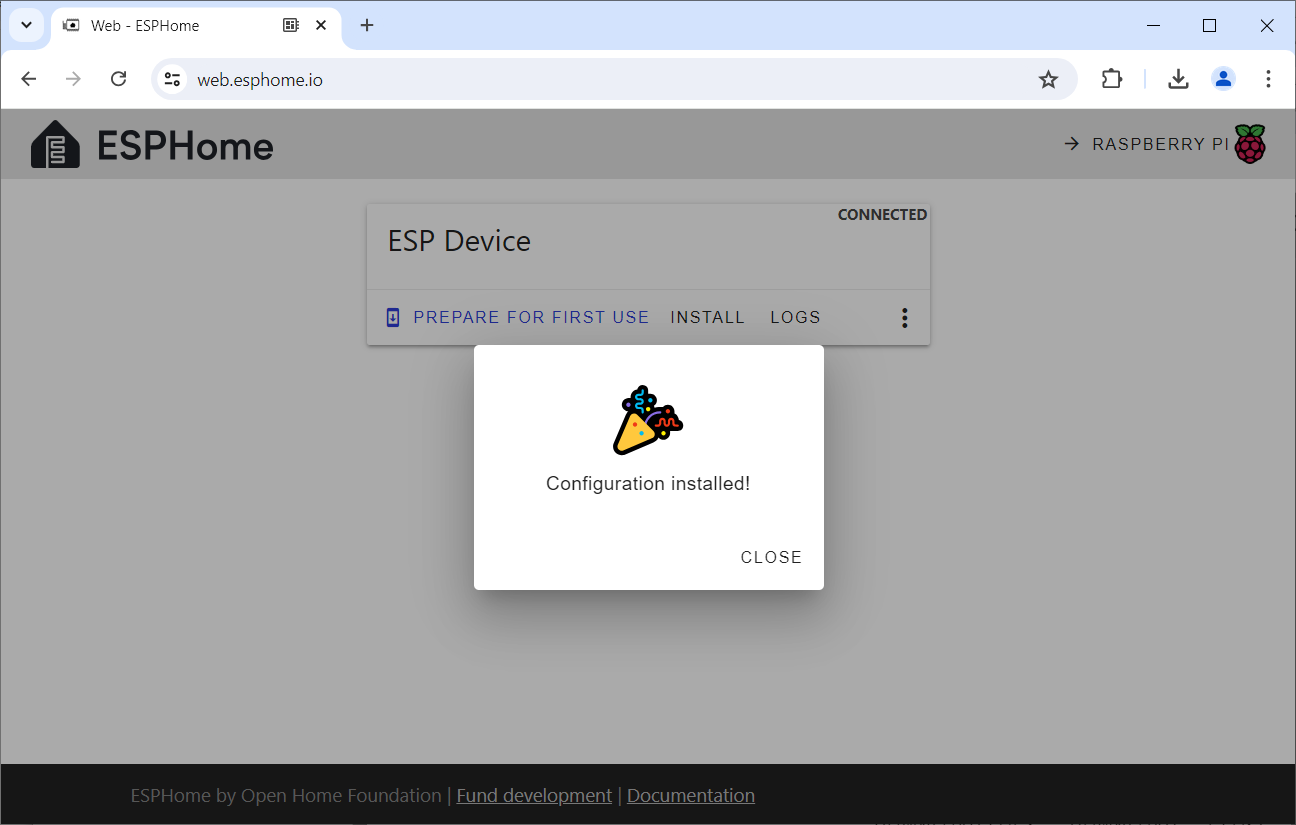 Web - ESPHome
web.esphome.io
ESPHome
RASPBERRY PI
CONNECTED
ESP Device
PREPARE FOR FIRST USE INSTALL LOGS
Configuration installed!
CLOSE
ESPHome by Open Home Foundation | Fund development | Documentation